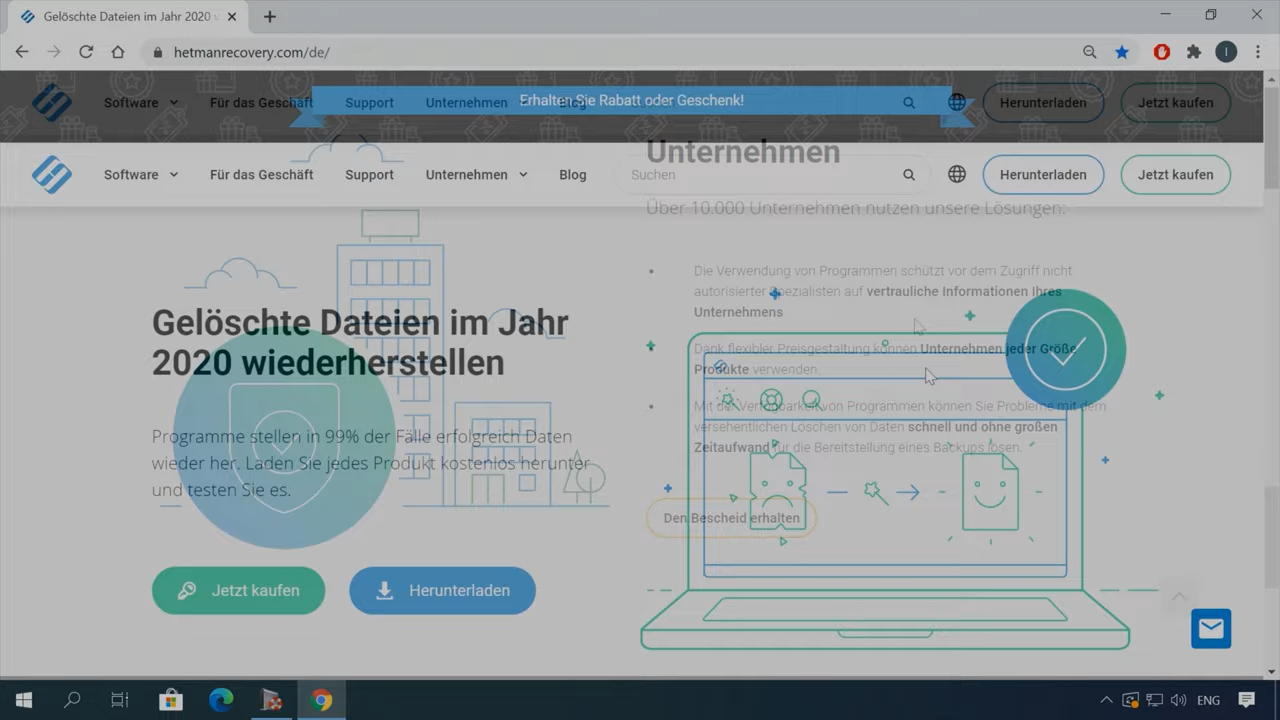 Gelöschte Dateien im Jahr 2020
hetmanrecovery.com/de/
Erhalten Sie Rabatt oder Geschenk!
Software
Für das Geschäft
Support
Unternehmen
Blog
Herunterladen
Jetzt kaufen
Software
Für das Geschäft
Support
Unternehmen
Blog
Suchen
Herunterladen
Jetzt kaufen
Unternehmen
Über 10.000 Unternehmen nutzen unsere Lösungen:
Die Verwendung von Programmen schützt vor dem Zugriff nicht
autorisierter Spezialisten auf vertrauliche Informationen Ihres
Unternehmens
Dank flexibler Preisgestaltung können Unternehmen jeder Größe
Produkte verwenden.
Mit der Verfügbarkeit von Programmen können Sie Probleme mit dem
versehentlichen Löschen von Daten schnell und ohne großen
Zeitaufwand für die Bereitstellung eines Backups lösen.
Den Bescheid erhalten
Gelöschte Dateien im Jahr
2020 wiederherstellen
Programme stellen in 99% der Fälle erfolgreich Daten
wieder her. Laden Sie jedes Produkt kostenlos herunter
und testen Sie es.
Jetzt kaufen
Herunterladen
I
ENG